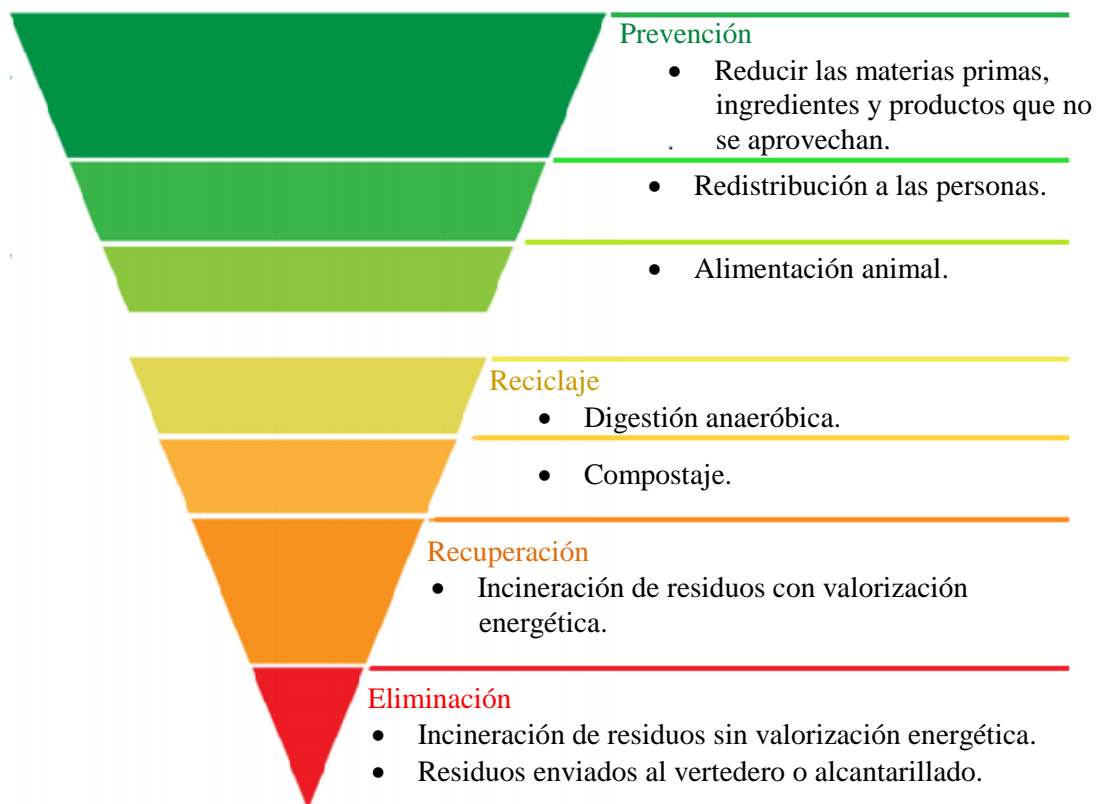 Prevención
• Reducir las materias primas,
ingredientes y productos que no
se aprovechan.
• Redistribución a las personas.
• Alimentación animal.
Reciclaje
• Digestión anaeróbica.
• Compostaje.
Recuperación
• Incineración de residuos con valorización
energética.
Eliminación
• Incineración de residuos sin valorización energética.
• Residuos enviados al vertedero o alcantarillado.